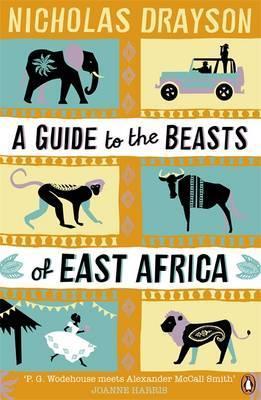 NICHOLAS DRAYSON
A GUIDE to the BEASTS
of EAST AFRICA
'P. G. Wodehouse meets Alexander McCall Smith'
JOANNE HARRIS